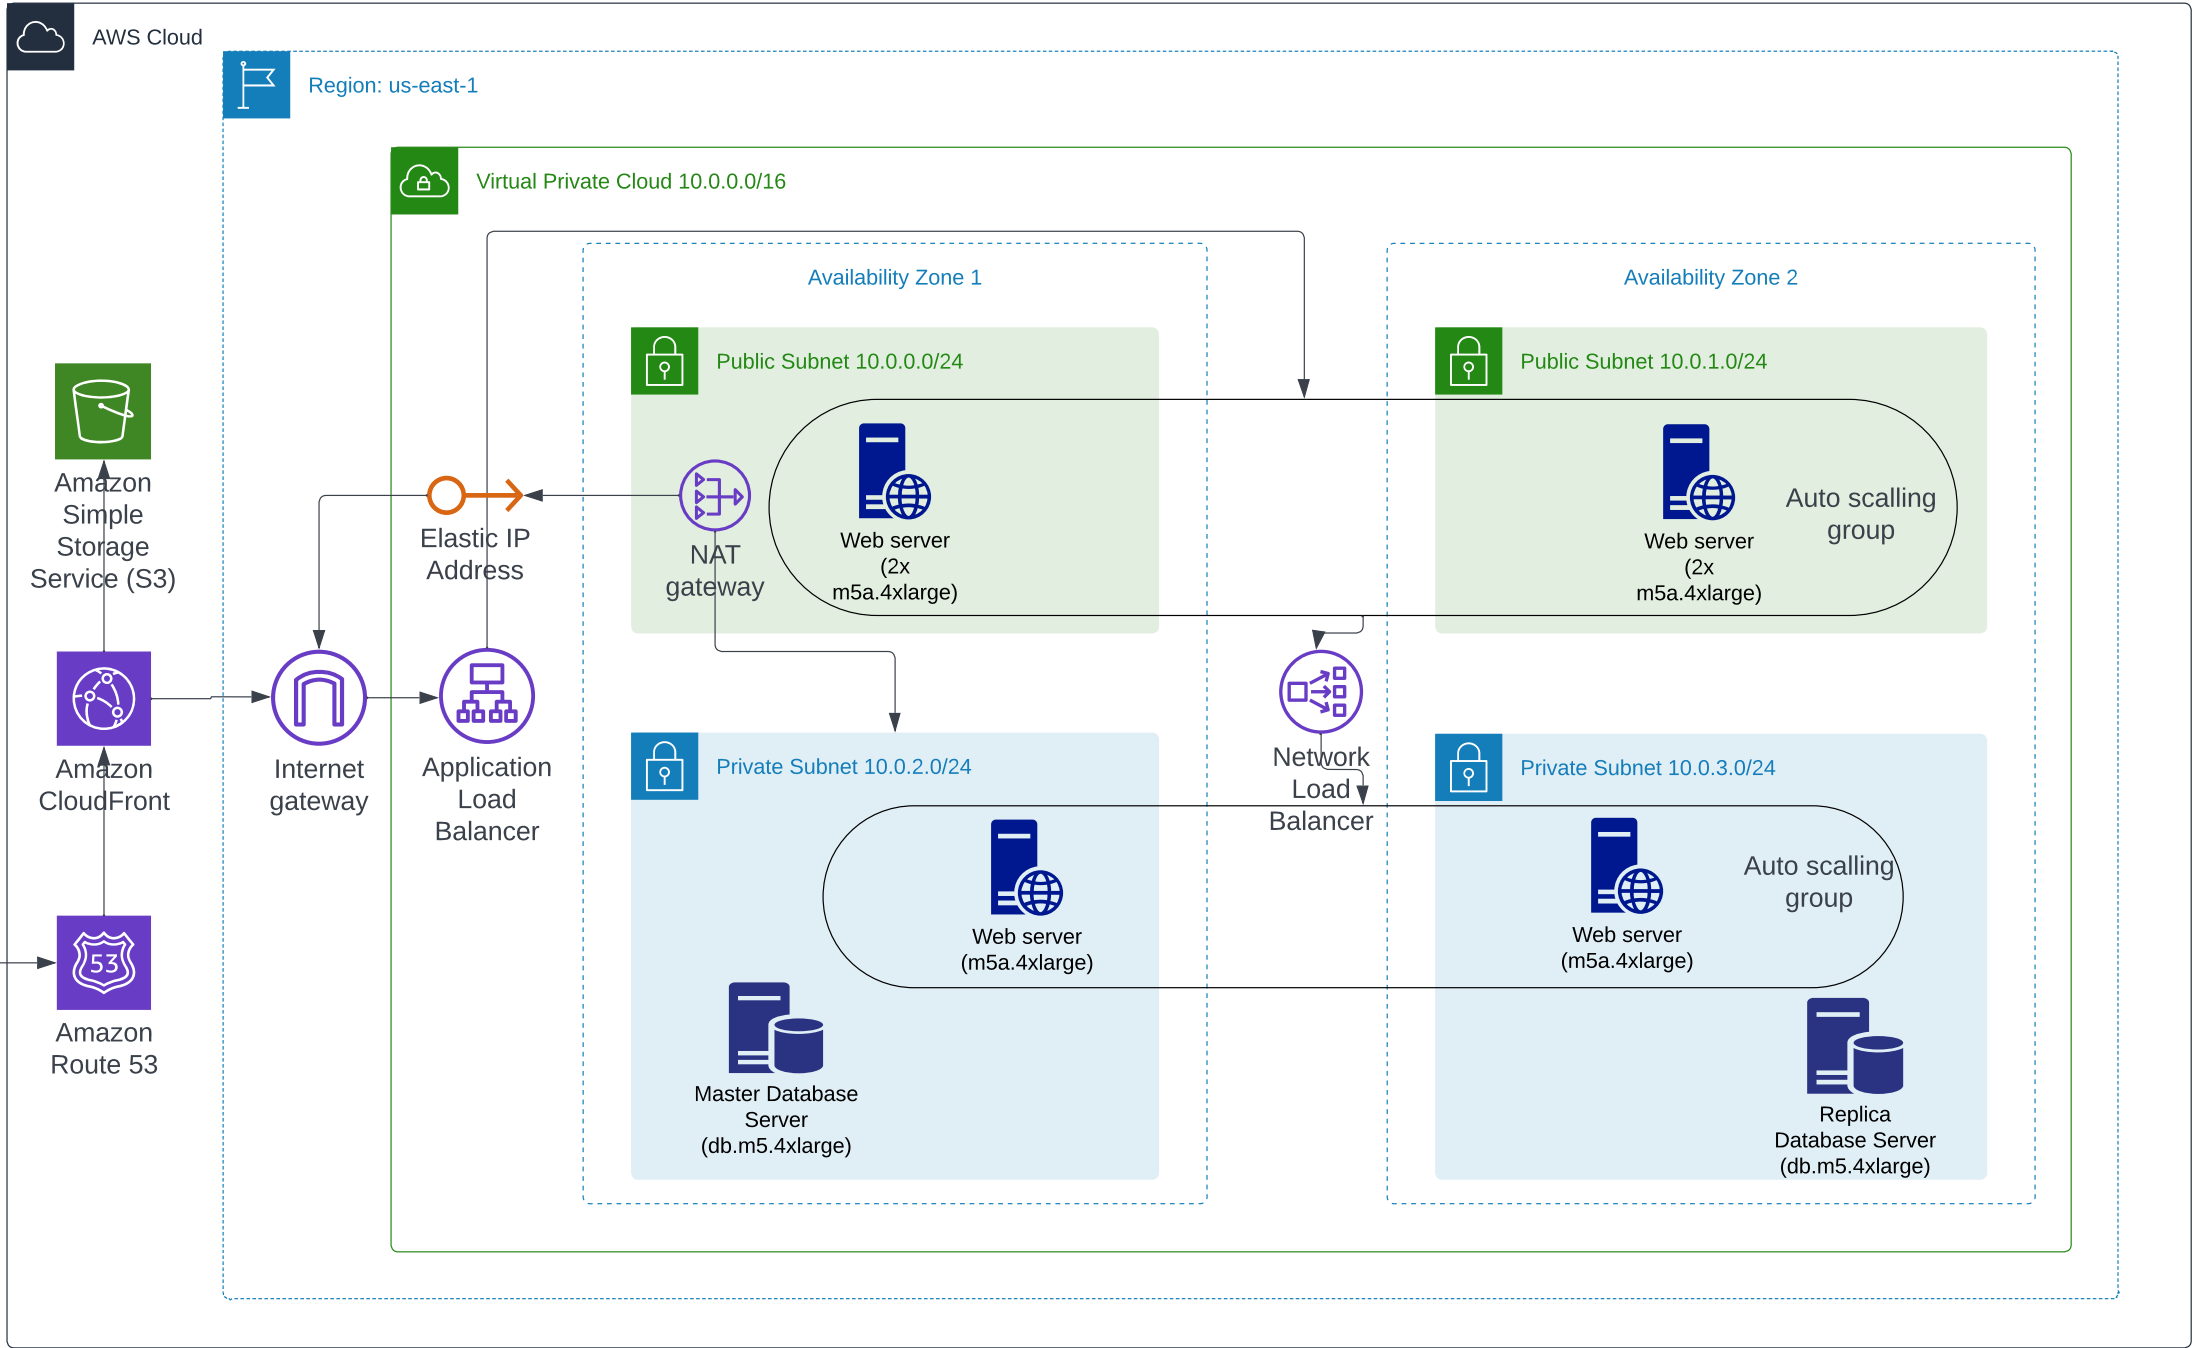 AWS Cloud
Region: us-east-1
Virtual Private Cloud 10.0.0.0/16
Availability Zone 1
Availability Zone 2
Public Subnet 10.0.0.0/24
Public Subnet 10.0.1.0/24
Amazon
Simple
Storage
Service (S3)
Elastic IP
Address
NAT
gateway
Web server
(2x
m5a.4xlarge)
Web server
(2x
m5a.4xlarge)
Auto scalling
group
Amazon
CloudFront
Internet
gateway
Application
Load
Balancer
Network
Load
Balancer
Private Subnet 10.0.2.0/24
Private Subnet 10.0.3.0/24
Web server
(m5a.4xlarge)
Web server
(m5a.4xlarge)
Auto scalling
group
53
Amazon
Route 53
Master Database
Server
(db.m5.4xlarge)
Replica
Database Server
(db.m5.4xlarge)